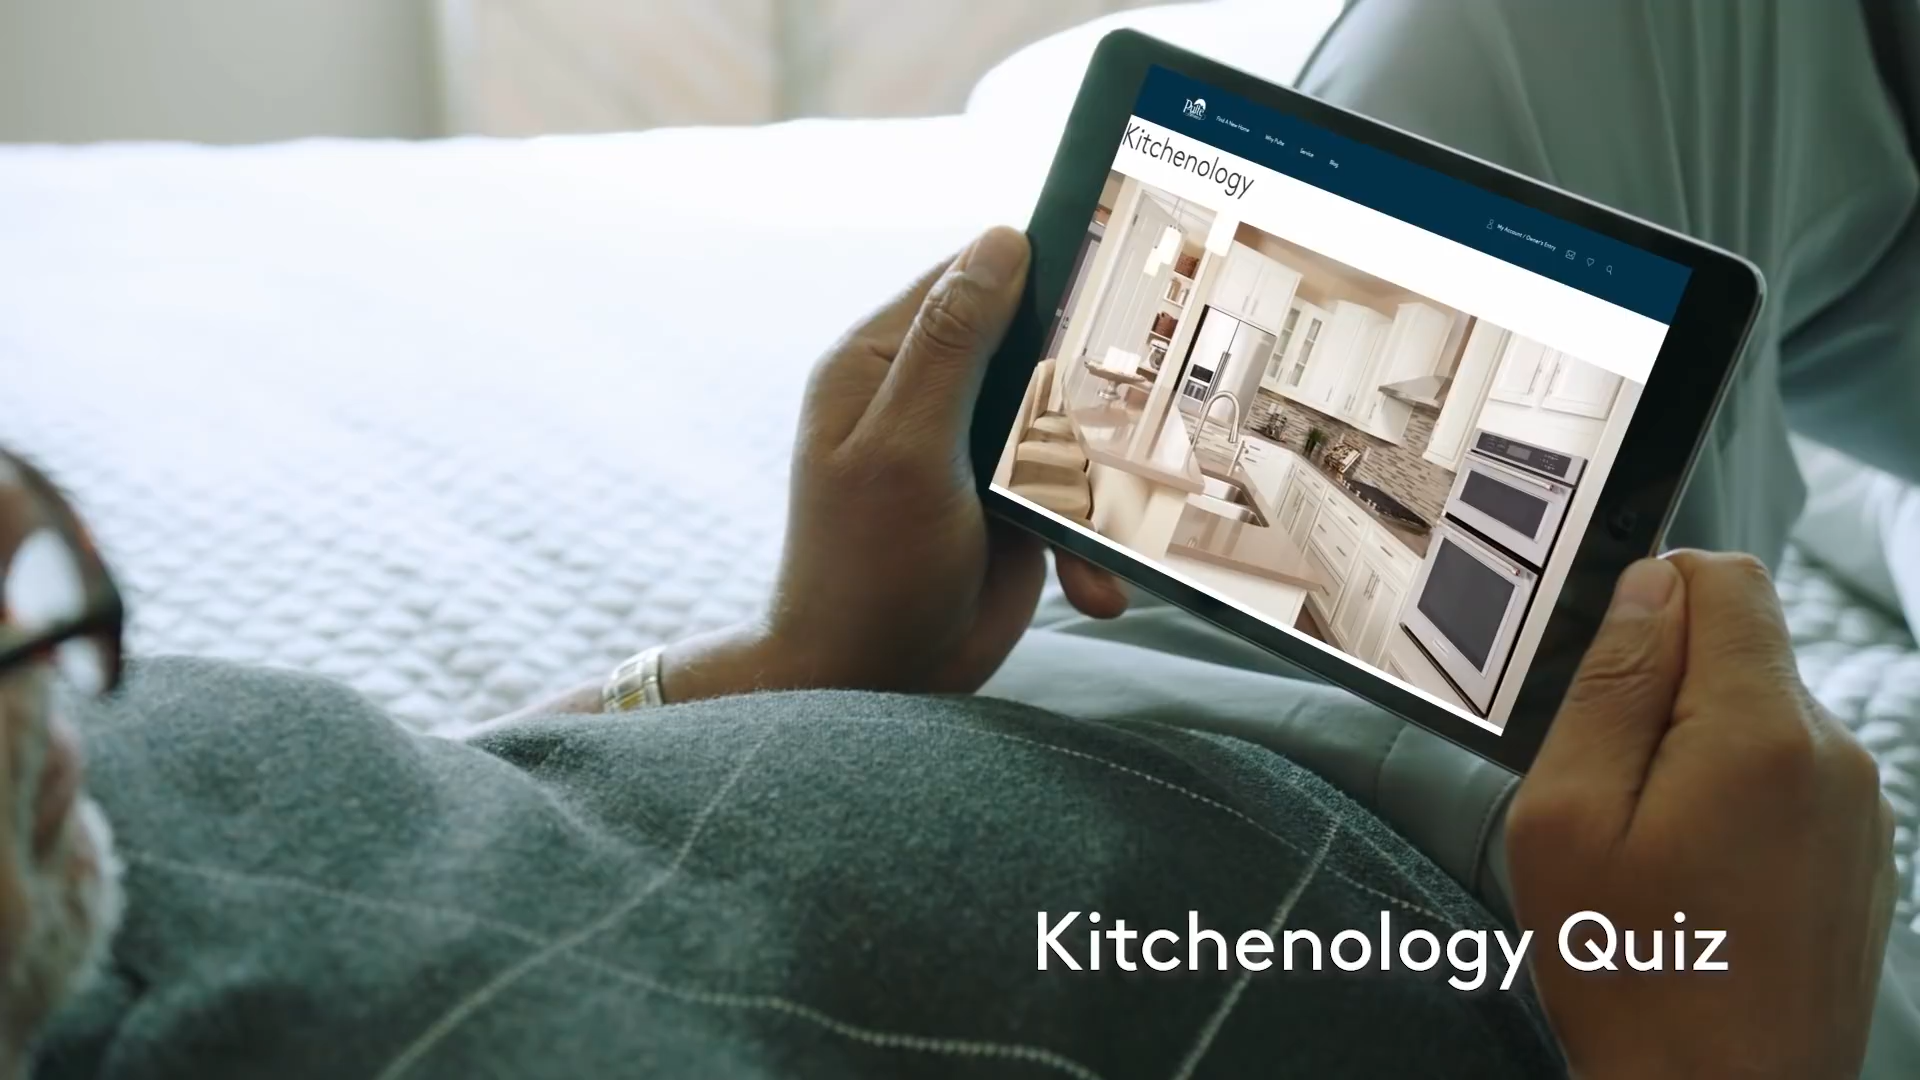 Pulte
Find A New Home
Why Pulte
Service
Blog
My Account / Owner's Entry
Kitchenology
Kitchenology Quiz